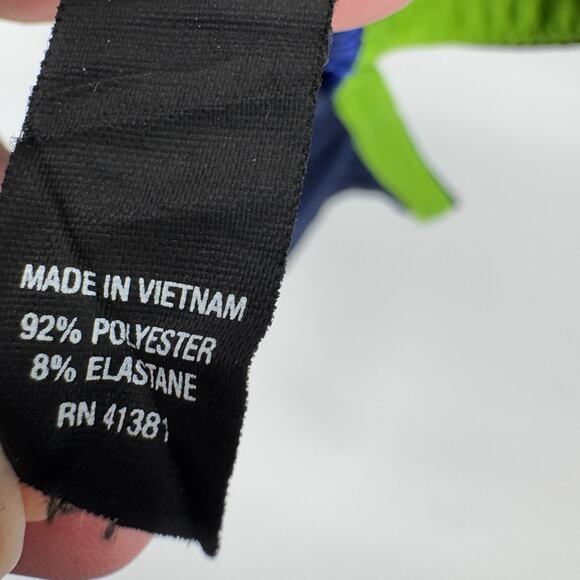 MADE IN VIETNAM
92% POLYESTER
8% ELASTANE
RN 41381